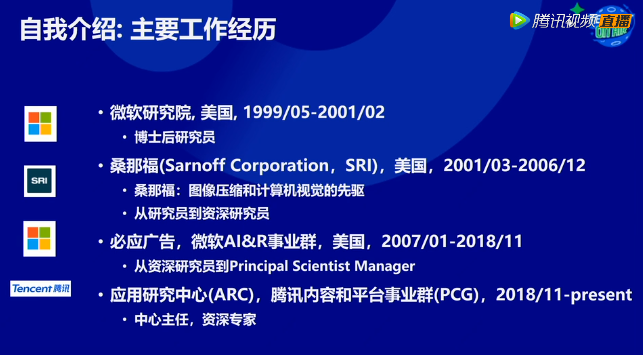 自我介绍: 主要工作经历
腾讯视频 直播
• 微软研究院, 美国, 1999/05-2001/02
• 博士后研究员
SRI
• 桑那福(Sarnoff Corporation，SRI)，美国，2001/03-2006/12
• 桑那福：图像压缩和计算机视觉的先驱
• 从研究员到资深研究员
• 必应广告，微软AI&R事业群，美国，2007/01-2018/11
• 从资深研究员到Principal Scientist Manager
Tencent 腾讯
• 应用研究中心(ARC)，腾讯内容和平台事业群(PCG)，2018/11-present
• 中心主任，资深专家